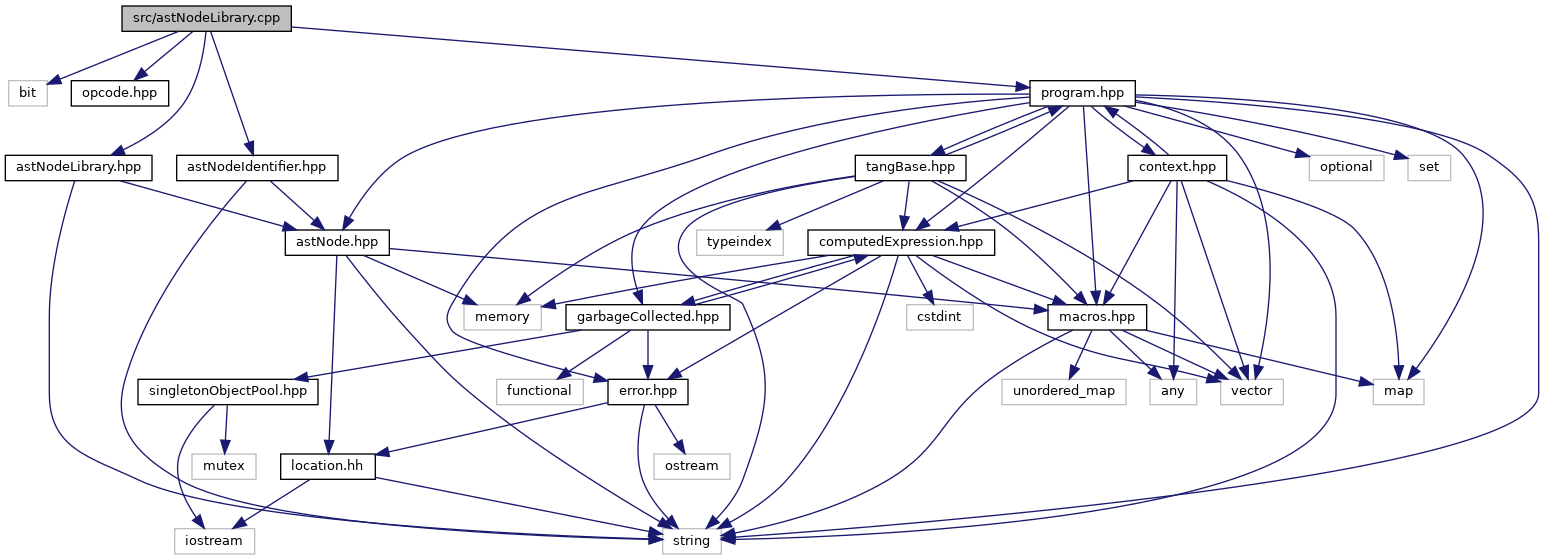 src/astNodeLibrary.cpp
bit
opcode.hpp
program.hpp
astNodeLibrary.hpp
astNodeIdentifier.hpp
tangBase.hpp
context.hpp
optional
set
astNode.hpp
typeindex
computedExpression.hpp
memory
garbageCollected.hpp
cstdint
macros.hpp
singletonObjectPool.hpp
functional
error.hpp
unordered_map
any
vector
map
mutex
location.hh
ostream
iostream
string